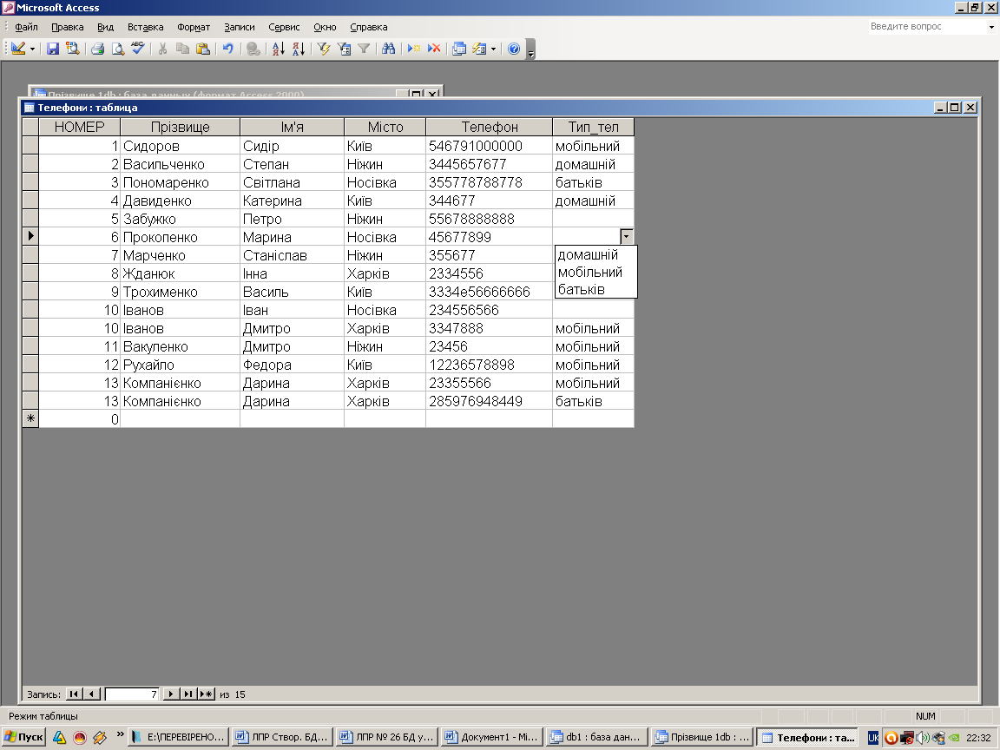 Microsoft Access
Файл Правка Вид Вставка Формат Записи Сервис Окно Справка Введите вопрос
Прізвище 1db : база данных (формат Access 2000)
Телефони : таблица
НОМЕР Прізвище Ім'я Місто Телефон Тип_тел
1 Сидоров Сидір Київ 546791000000 мобільний
2 Васильченко Степан Ніжин 3445657677 домашній
3 Пономаренко Світлана Носівка 355778788778 батьків
4 Давиденко Катерина Київ 344677 домашній
5 Забужко Петро Ніжин 55678888888
6 Прокопенко Марина Носівка 45677899
7 Марченко Станіслав Ніжин 355677 домашній
8 Жданюк Інна Харків 2334556 мобільний
9 Трохименко Василь Київ 3334е56666666 батьків
10 Іванов Іван Носівка 234556566
10 Іванов Дмитро Харків 3347888 мобільний
11 Вакуленко Дмитро Ніжин 23456 мобільний
12 Рухайло Федора Київ 12236578898 мобільний
13 Компанієнко Дарина Харків 23355566 мобільний
13 Компанієнко Дарина Харків 285976948449 батьків
0
Запись: 7 из 15
Режим таблицы NUM
Пуск E:\ПЕРЕВІРЕНО... ЛПР Створ. БД... ЛПР № 26 БД у... Документ1 - Mi... db1 : база дан... Прізвище 1db : ... Телефони : та... UK 22:32